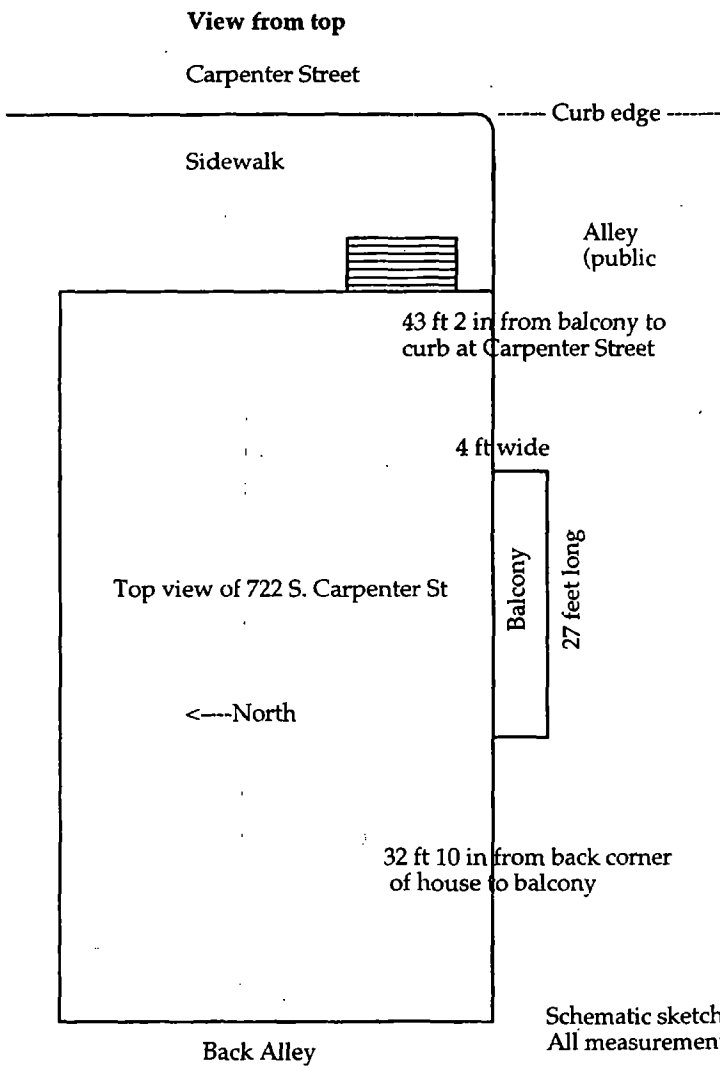 View from top
Carpenter Street
----- Curb edge ------
Sidewalk
Alley
(public
43 ft 2 in from balcony to
curb at Carpenter Street
4 ft wide
Balcony
27 feet long
Top view of 722 S. Carpenter St
<----North
32 ft 10 in from back corner
of house to balcony
Schematic sketch
All measurement
Back Alley